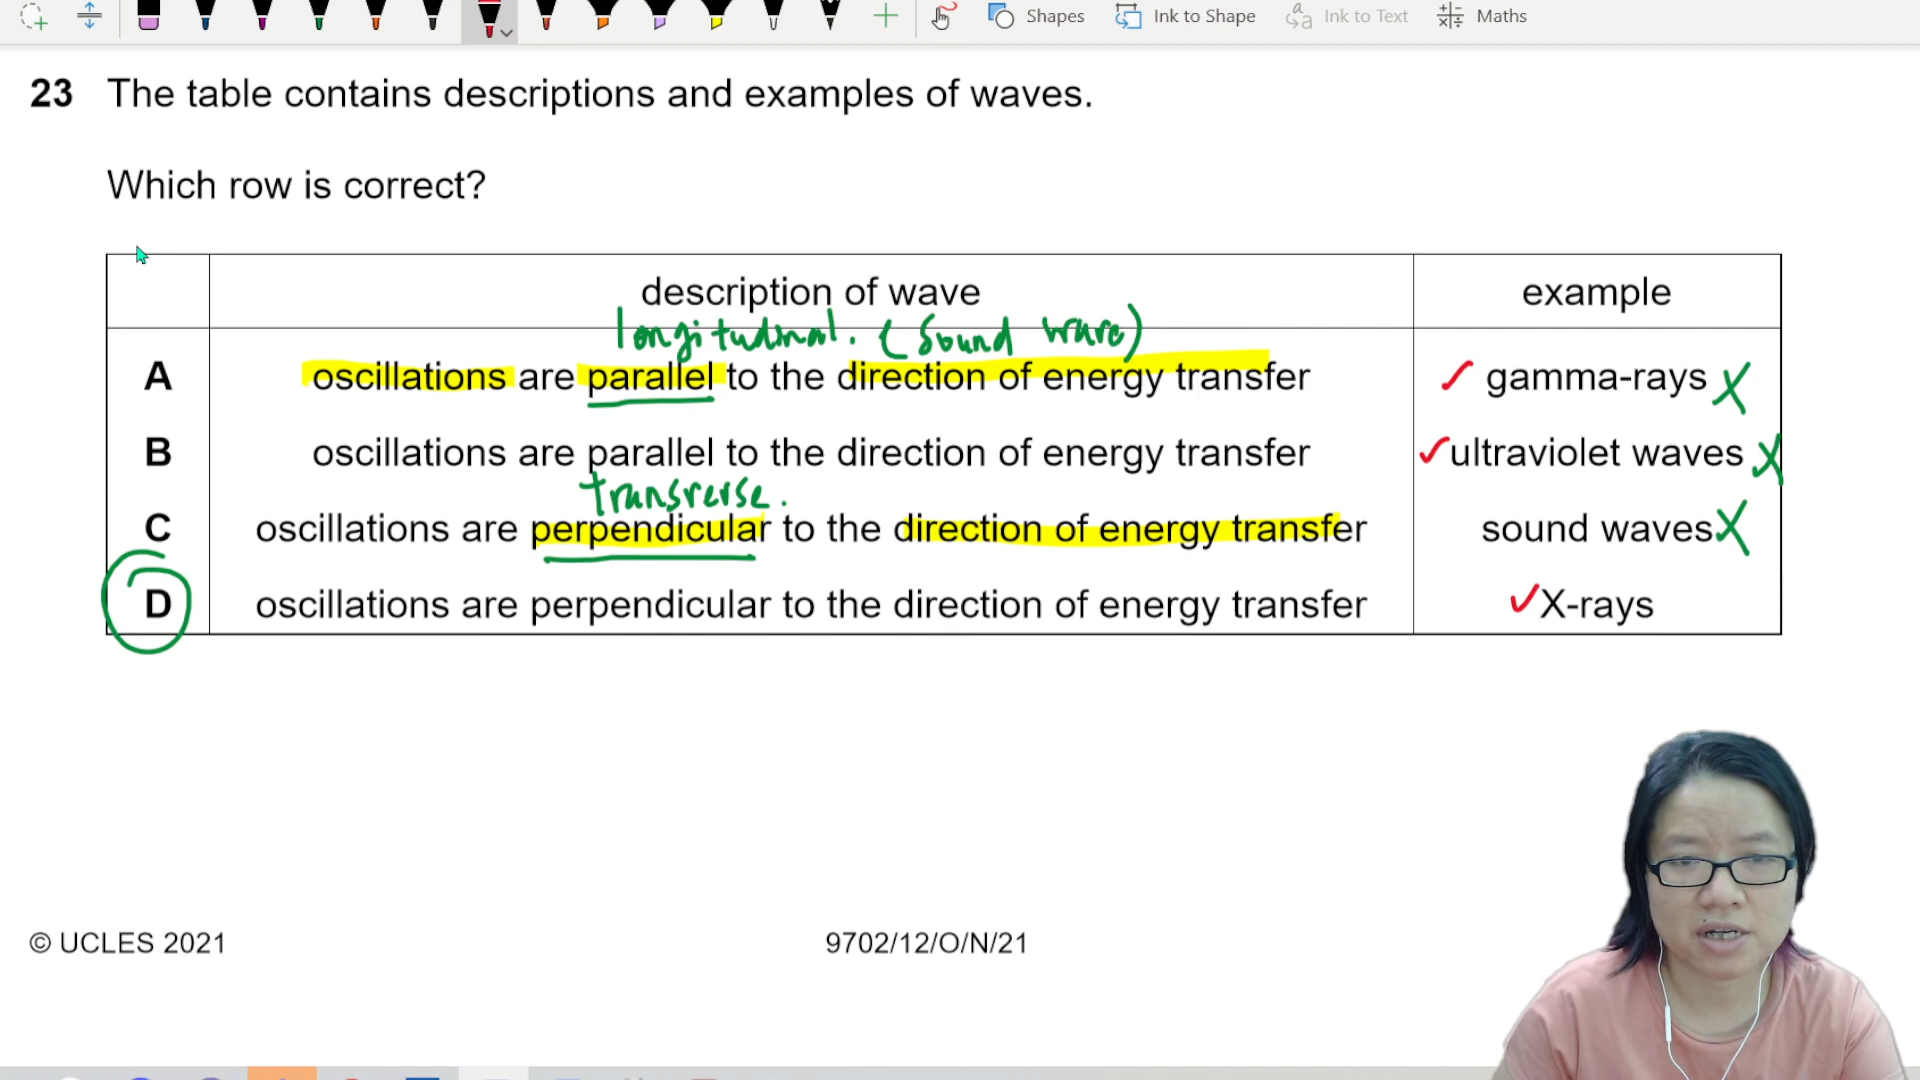 Shapes Ink to Shape Ink to Text Maths
23 The table contains descriptions and examples of waves.
Which row is correct?
description of wave example
longitudinal. (Sound wave)
A oscillations are parallel to the direction of energy transfer gamma-rays
B oscillations are parallel to the direction of energy transfer ultraviolet waves
transverse.
C oscillations are perpendicular to the direction of energy transfer sound waves
D oscillations are perpendicular to the direction of energy transfer X-rays
© UCLES 2021 9702/12/O/N/21